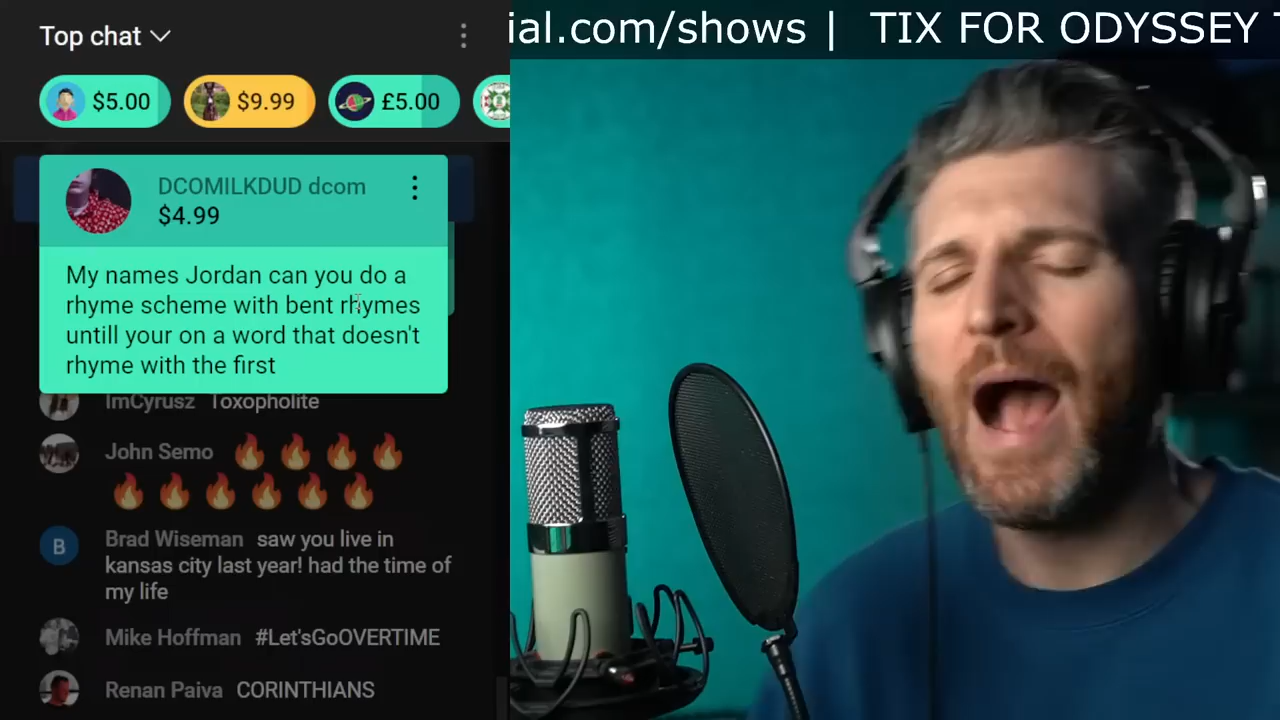 Top chat
ial.com/shows | TIX FOR ODYSSEY
$5.00
$9.99
£5.00
DCOMILKDUD dcom
$4.99
My names Jordan can you do a
rhyme scheme with bent rhymes
untill your on a word that doesn't
rhyme with the first
ImCyrusz Toxopholite
John Semo 🔥🔥🔥🔥
🔥🔥🔥🔥🔥🔥
B
Brad Wiseman saw you live in
kansas city last year! had the time of
my life
Mike Hoffman #Let'sGoOVERTIME
Renan Paiva CORINTHIANS